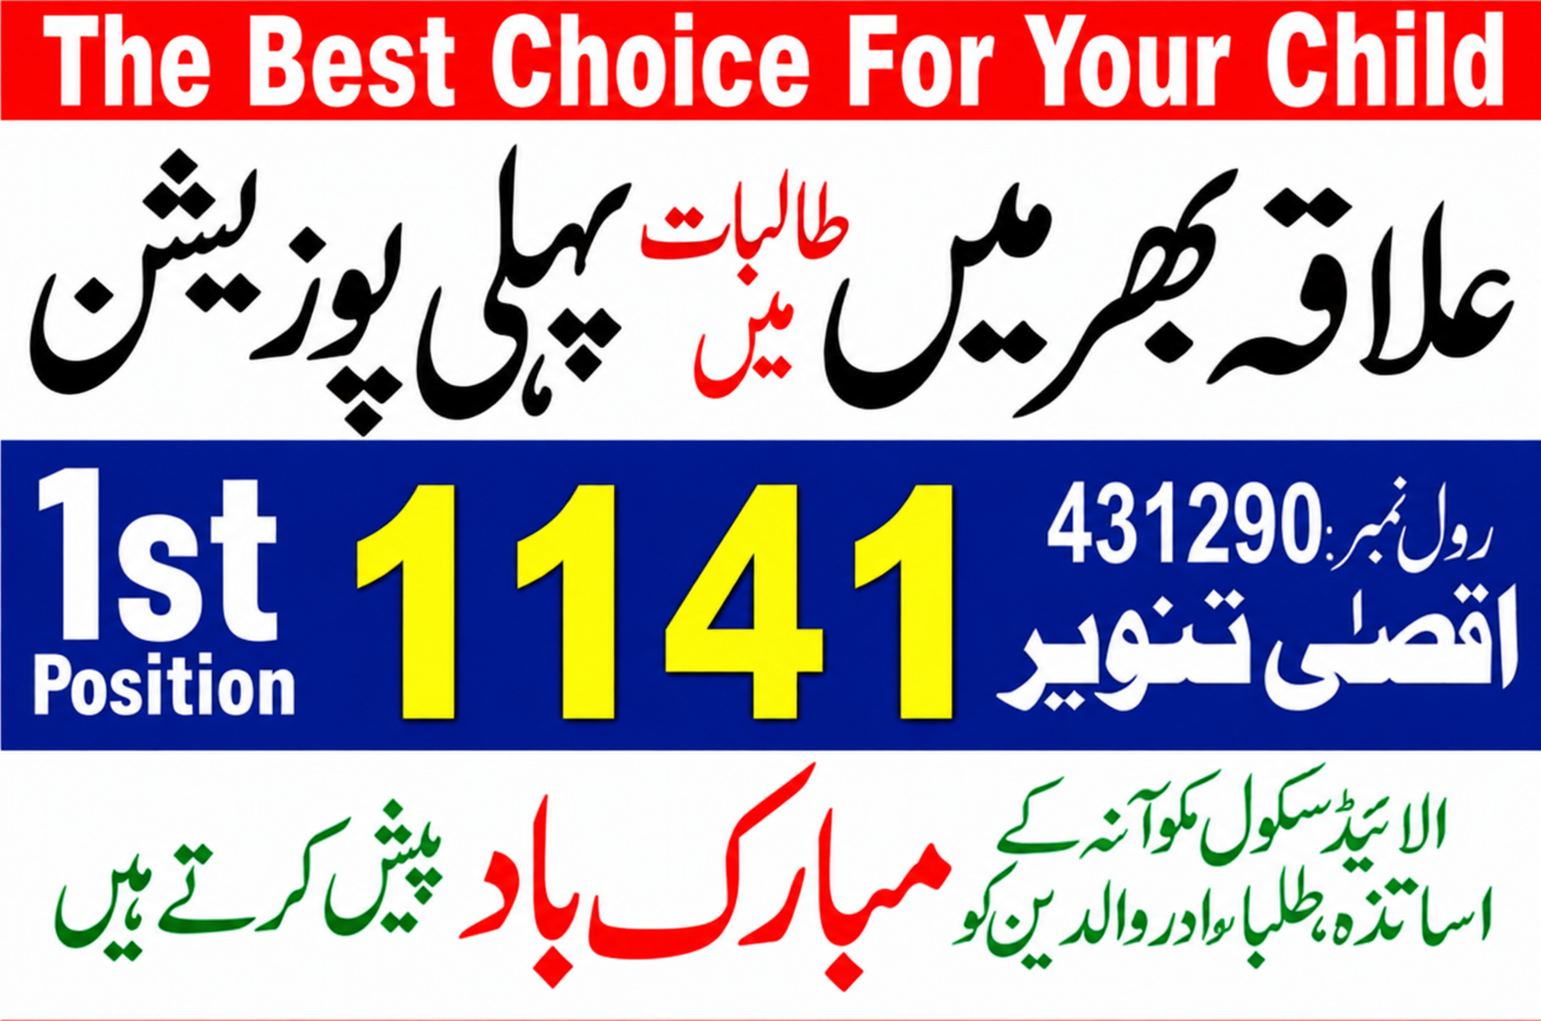 The Best Choice For Your Child
علاقہ بھر میں طالبات میں پہلی پوزیشن
رول نمبر: 431290
اقصٰی تنویر
1141
1st
Position
الائیڈ سکول مکوآنہ کے
اساتذہ، طلباء اور والدین کو
مبارک باد پیش کرتے ہیں